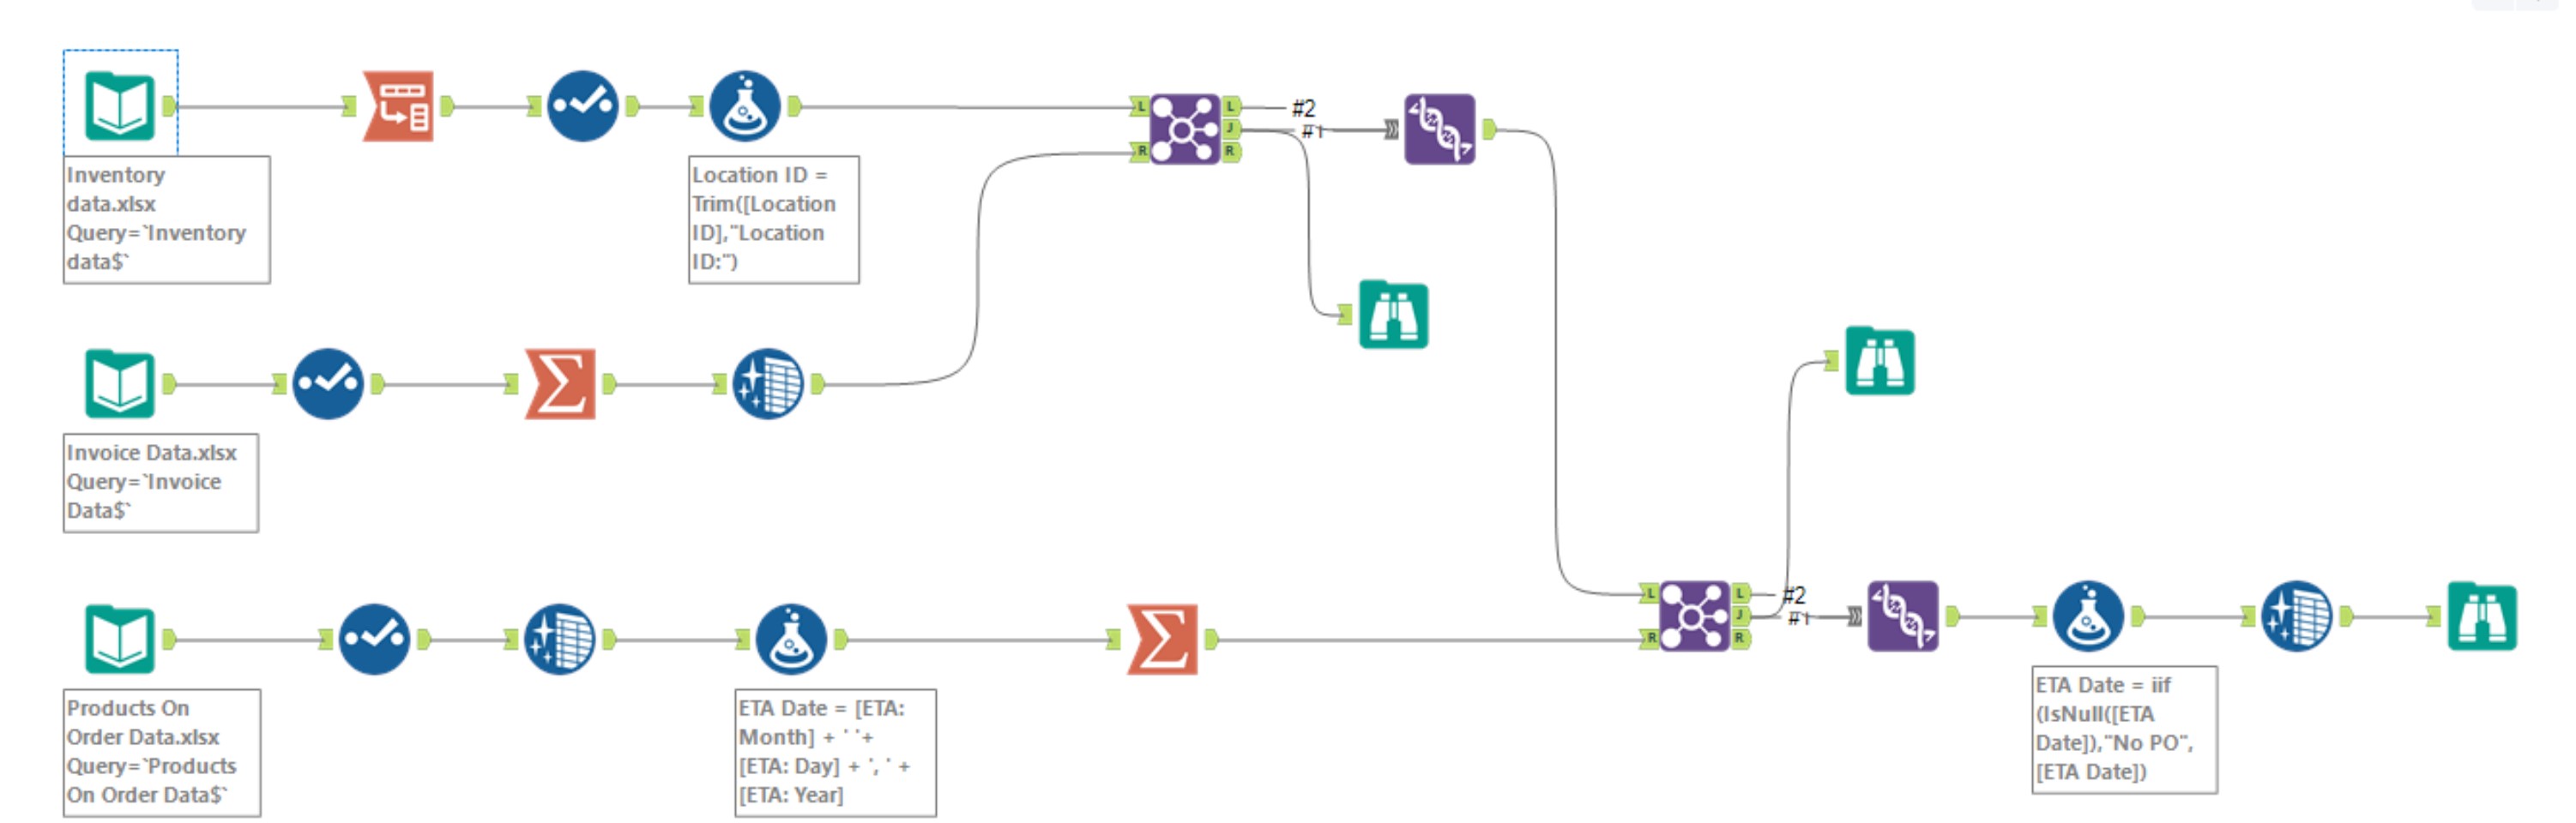 L
R
L
J
R
#2
#1
Inventory
data.xlsx
Query=`Inventory
data$`
Location ID =
Trim([Location
ID],"Location
ID:")
Invoice Data.xlsx
Query=`Invoice
Data$`
L
R
L
J
R
#2
#1
Products On
Order Data.xlsx
Query=`Products
On Order Data$`
ETA Date = [ETA:
Month] + ' '+
[ETA: Day] + ', ' +
[ETA: Year]
ETA Date = iif
(IsNull([ETA
Date]),"No PO",
[ETA Date])